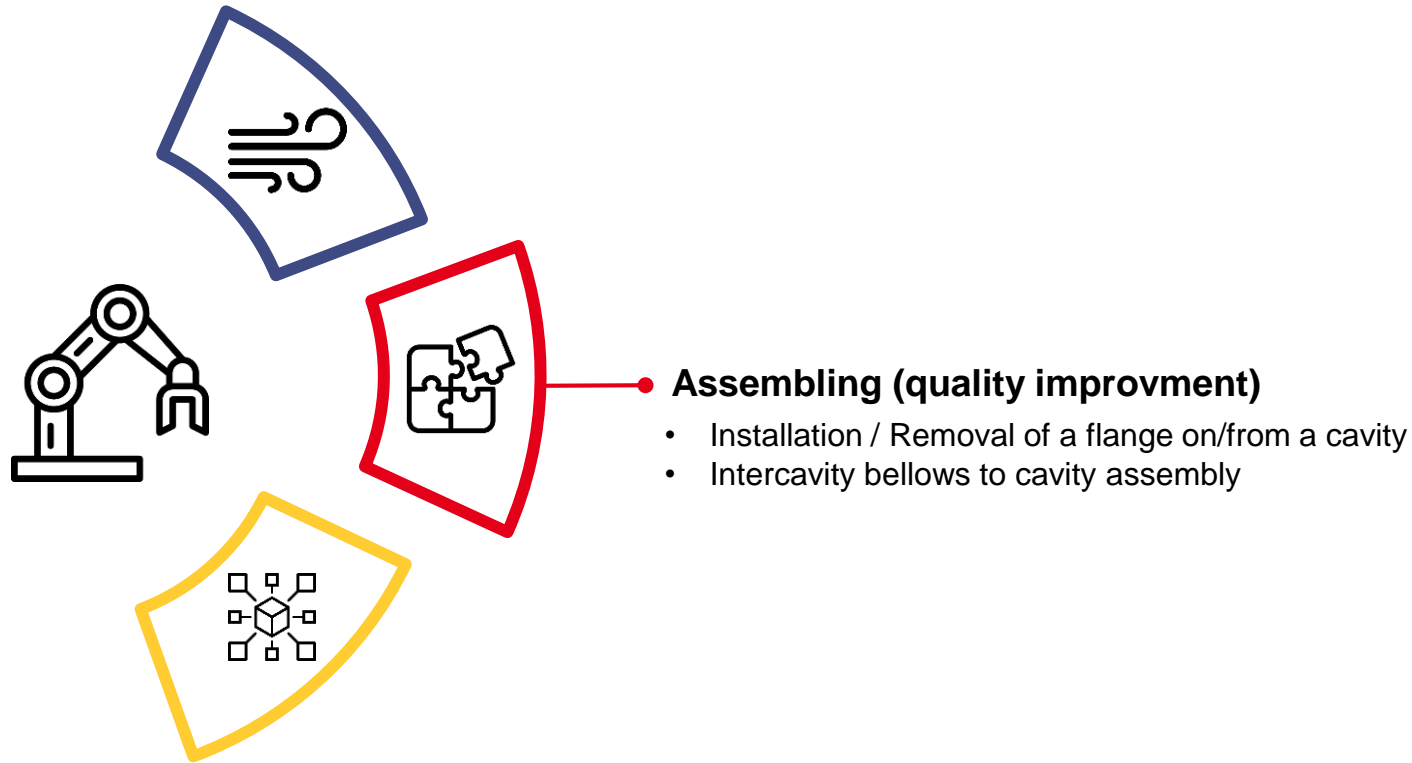 Assembling (quality improvment)
• Installation / Removal of a flange on/from a cavity
• Intercavity bellows to cavity assembly